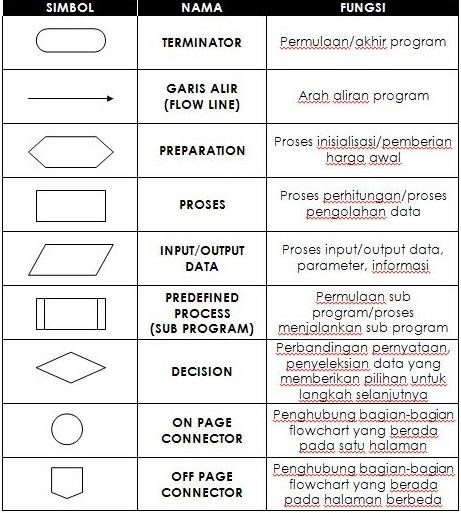 SIMBOL NAMA FUNGSI
TERMINATOR
Permulaan/akhir program
GARIS ALIR
(FLOW LINE)
Arah aliran program
PREPARATION
Proses inisialisasi/pemberian
harga awal
PROSES
Proses perhitungan/proses
pengolahan data
INPUT/OUTPUT
DATA
Proses input/output data,
parameter, informasi
PREDEFINED
PROCESS
(SUB PROGRAM)
Permulaan sub
program/proses
menjalankan sub program
DECISION
Perbandingan pernyataan,
penyeleksian data yang
memberikan pilihan untuk
langkah selanjutnya
ON PAGE
CONNECTOR
Penghubung bagian-bagian
flowchart yang berada
pada satu halaman
OFF PAGE
CONNECTOR
Penghubung bagian-bagian
flowchart yang berada
pada halaman berbeda